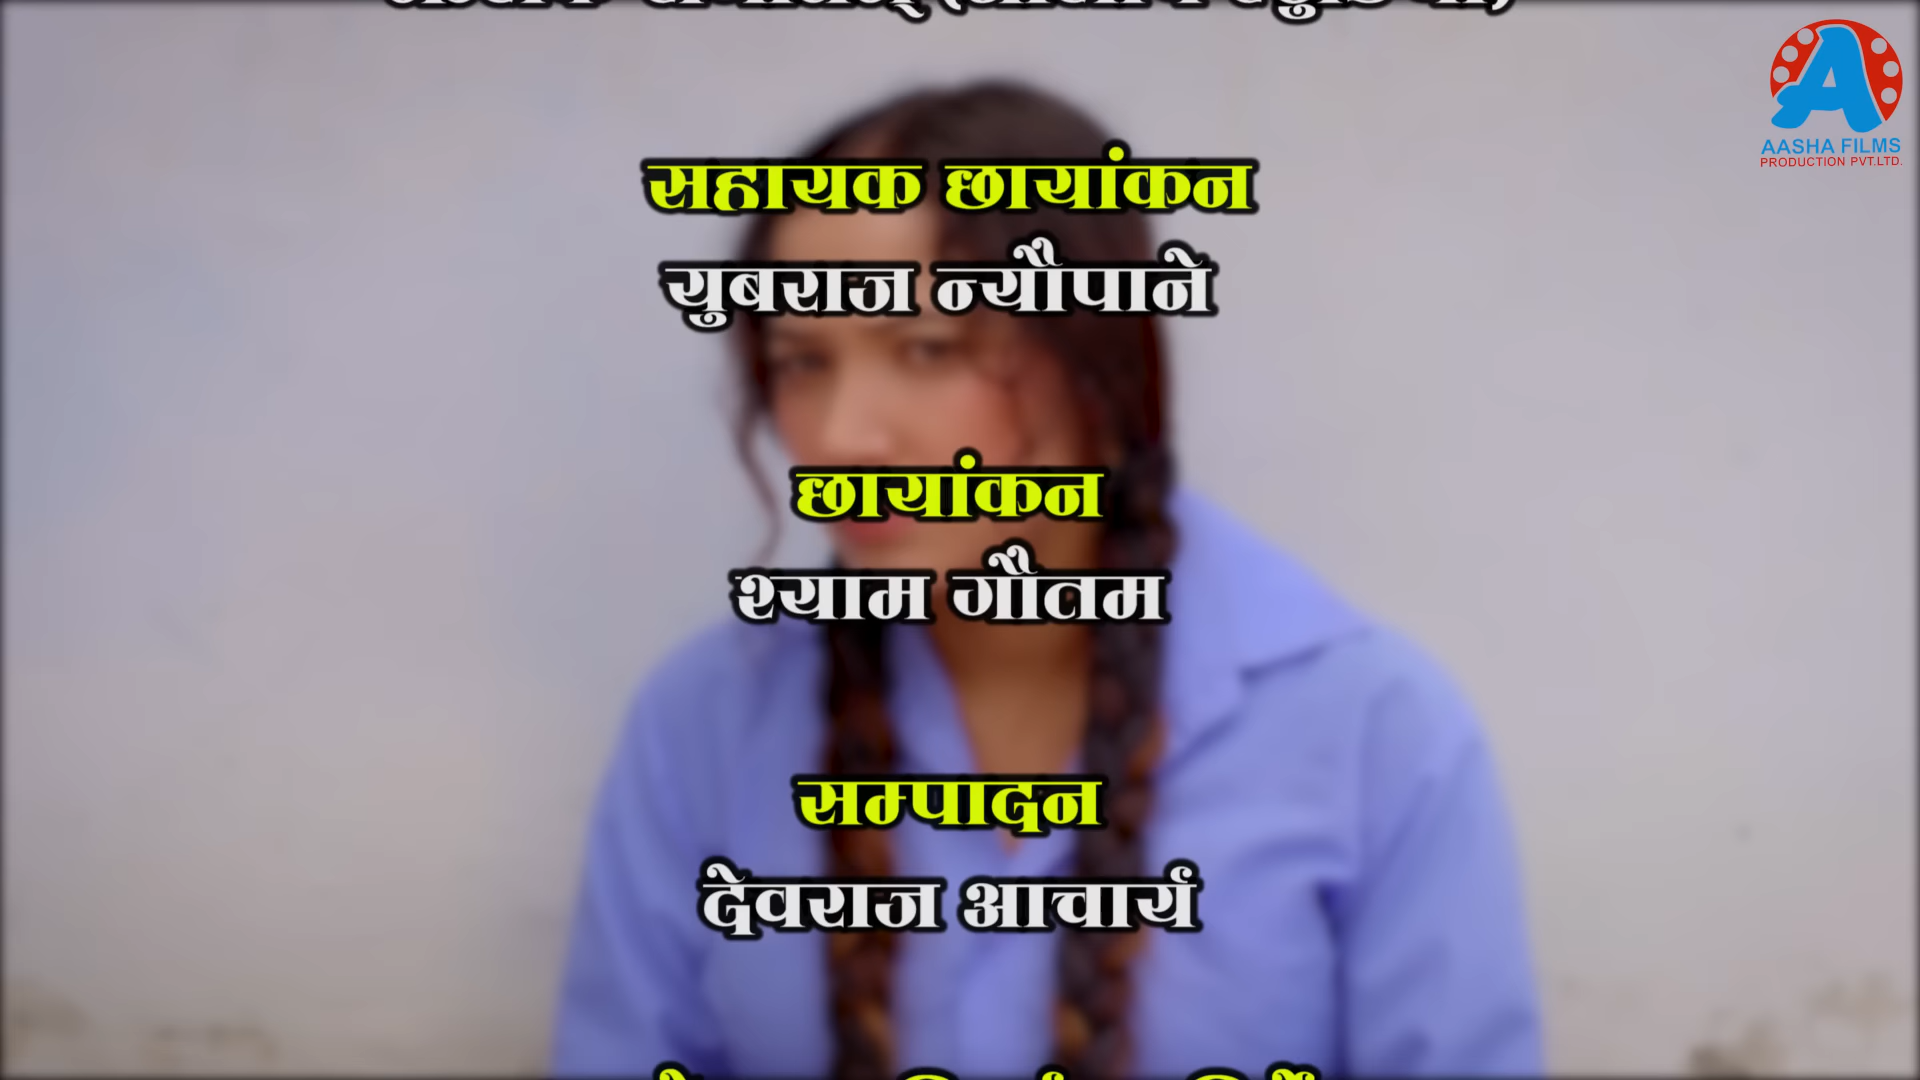 AASHA FILMS
PRODUCTION PVT.LTD.
सहायक छायांकन
युबराज न्यौपाने
छायांकन
श्याम गौतम
सम्पादन
देवराज आचार्य